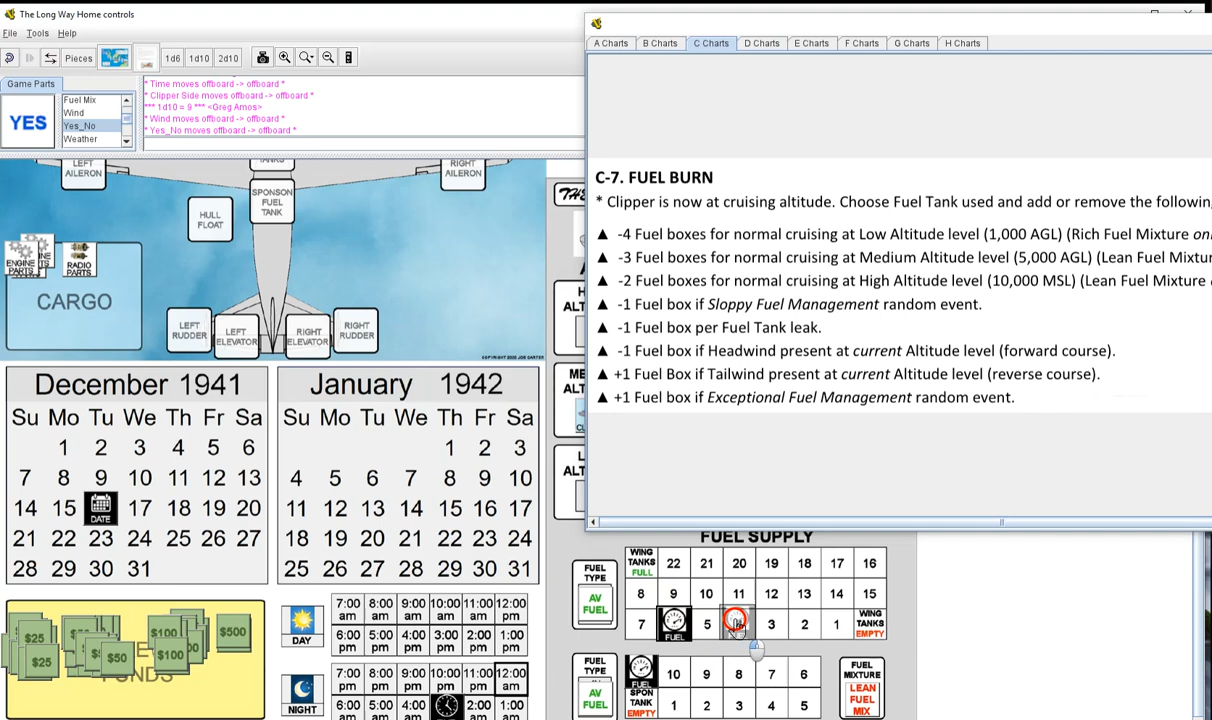 The Long Way Home controls
File Tools Help
Pieces
1d6 1d10 2d10
Game Parts
YES
Fuel Mix
Wind
Yes_No
Weather
* Time moves offboard -> offboard *
* Clipper Side moves offboard -> offboard *
*** 1d10 = 9 *** <Greg Amos>
* Wind moves offboard -> offboard *
* Yes_No moves offboard -> offboard *
A Charts B Charts C Charts D Charts E Charts F Charts G Charts H Charts
C-7. FUEL BURN
* Clipper is now at cruising altitude. Choose Fuel Tank used and add or remove the
▲ -4 Fuel boxes for normal cruising at Low Altitude level (1,000 AGL) (Rich Fuel Mixture
▲ -3 Fuel boxes for normal cruising at Medium Altitude level (5,000 AGL) (Lean Fuel
▲ -2 Fuel boxes for normal cruising at High Altitude level (10,000 MSL) (Lean Fuel Mixture
▲ -1 Fuel box if Sloppy Fuel Management random event.
▲ -1 Fuel box per Fuel Tank leak.
▲ -1 Fuel box if Headwind present at current Altitude level (forward course).
▲ +1 Fuel Box if Tailwind present at current Altitude level (reverse course).
▲ +1 Fuel box if Exceptional Fuel Management random event.
LEFT
AILERON
RIGHT
AILERON
SPONSON
FUEL
TANK
HULL
FLOAT
ENGINE
PARTS
RADIO
PARTS
CARGO
LEFT
RUDDER
LEFT
ELEVATOR
RIGHT
ELEVATOR
RIGHT
RUDDER
COPYRIGHT 2020 JOE CARTER
December 1941
Su Mo Tu We Th Fr Sa
1 2 3 4 5 6
7 8 9 10 11 12 13
14 15 DATE 17 18 19 20
21 22 23 24 25 26 27
28 29 30 31
January 1942
Su Mo Tu We Th Fr Sa
1 2 3
4 5 6 7 8 9 10
11 12 13 14 15 16 17
18 19 20 21 22 23 24
25 26 27 28 29 30 31
$25
$25
$50
$100
$100
$500
DAY
7:00 am 8:00 am 9:00 am 10:00 am 11:00 am 12:00 pm
6:00 pm 5:00 pm 4:00 pm 3:00 pm 2:00 pm 1:00 pm
NIGHT
7:00 pm 8:00 pm 9:00 pm 10:00 pm 11:00 pm 12:00 am
6:00 5:00 4:00 2:00 1:00
FUEL SUPPLY
FUEL
TYPE
AV
FUEL
WING
TANKS
FULL
22 21 20 19 18 17 16
8 9 10 11 12 13 14 15
7 FUEL 5 3 2 1
WING
TANKS
EMPTY
FUEL
TYPE
AV
FUEL
FUEL 10 9 8 7 6
SPON
TANK
EMPTY
1 2 3 4 5
FUEL
MIXTURE
LEAN
FUEL
MIX